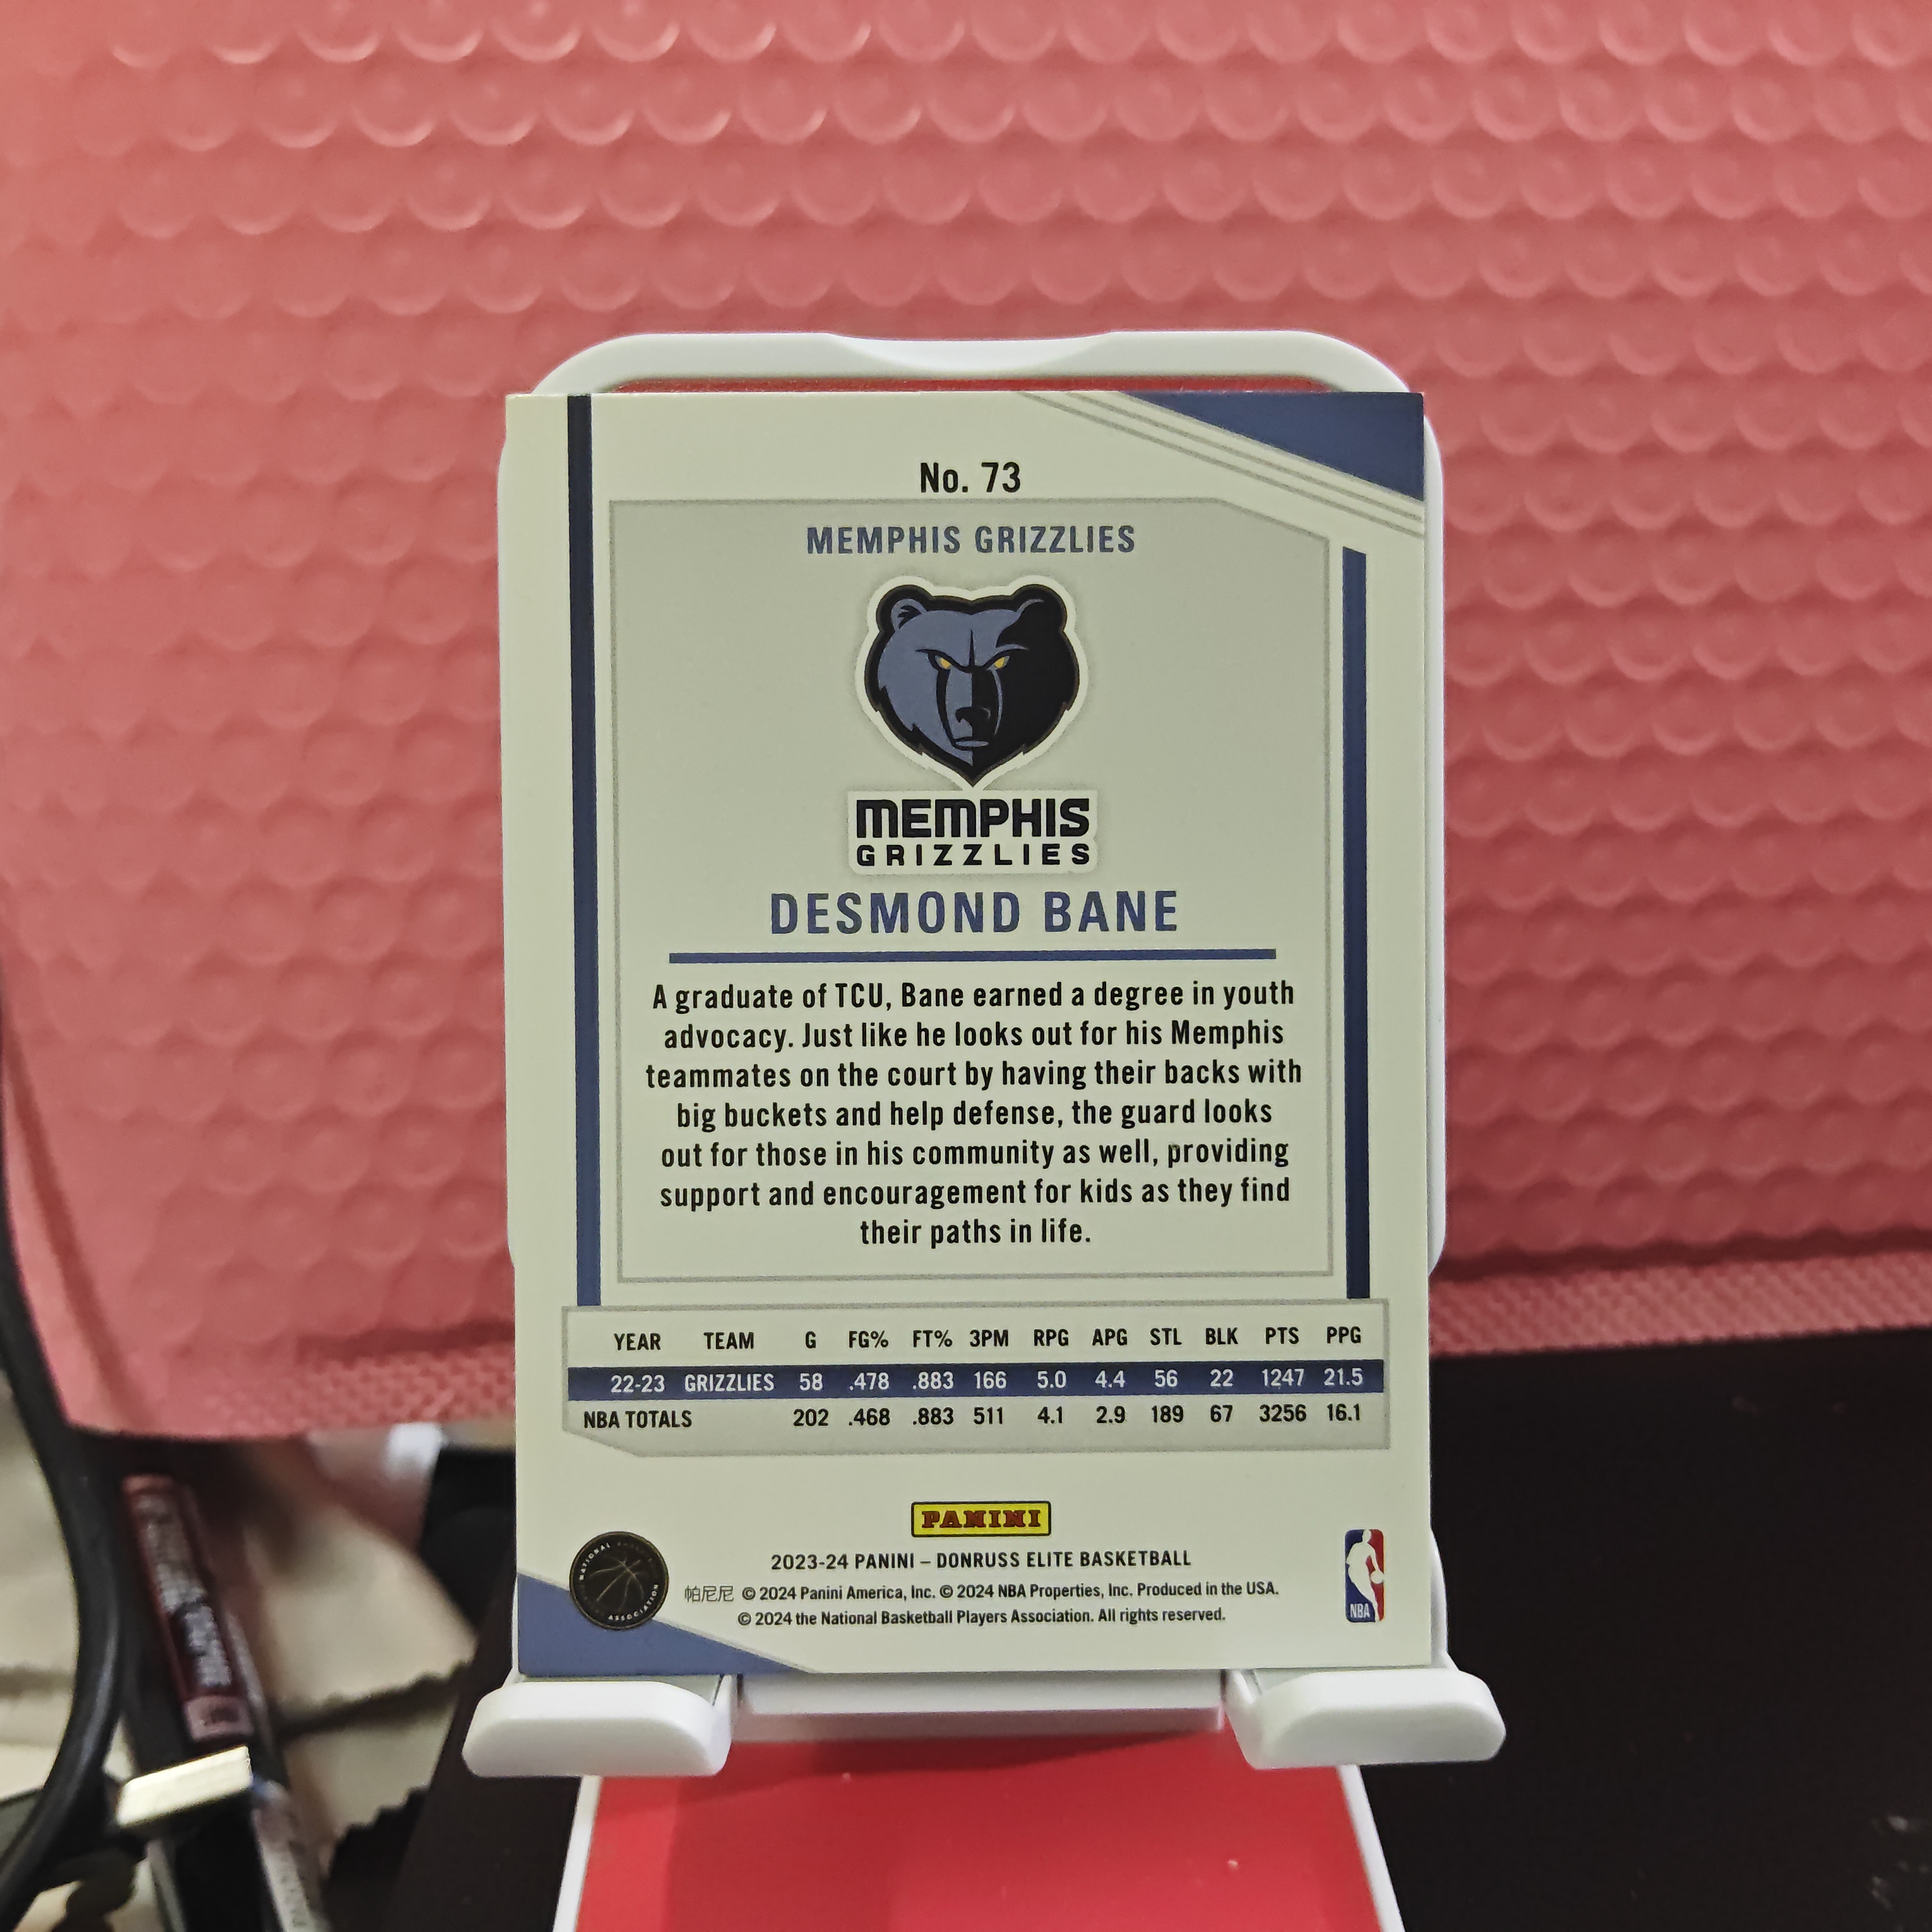 No. 73
MEMPHIS GRIZZLIES
MEMPHIS
GRIZZLIES
DESMOND BANE
A graduate of TCU, Bane earned a degree in youth
advocacy. Just like he looks out for his Memphis
teammates on the court by having their backs with
big buckets and help defense, the guard looks
out for those in his community as well, providing
support and encouragement for kids as they find
their paths in life.
YEAR TEAM G FG% FT% 3PM RPG APG STL BLK PTS PPG
22-23 GRIZZLIES 58 .478 .883 166 5.0 4.4 56 22 1247 21.5
NBA TOTALS 202 .468 .883 511 4.1 2.9 189 67 3256 16.1
PANINI
2023-24 PANINI – DONRUSS ELITE BASKETBALL
帕尼尼 © 2024 Panini America, Inc. © 2024 NBA Properties, Inc. Produced in the USA.
© 2024 the National Basketball Players Association. All rights reserved.
NATIONAL
ASSOCIATION
NBA